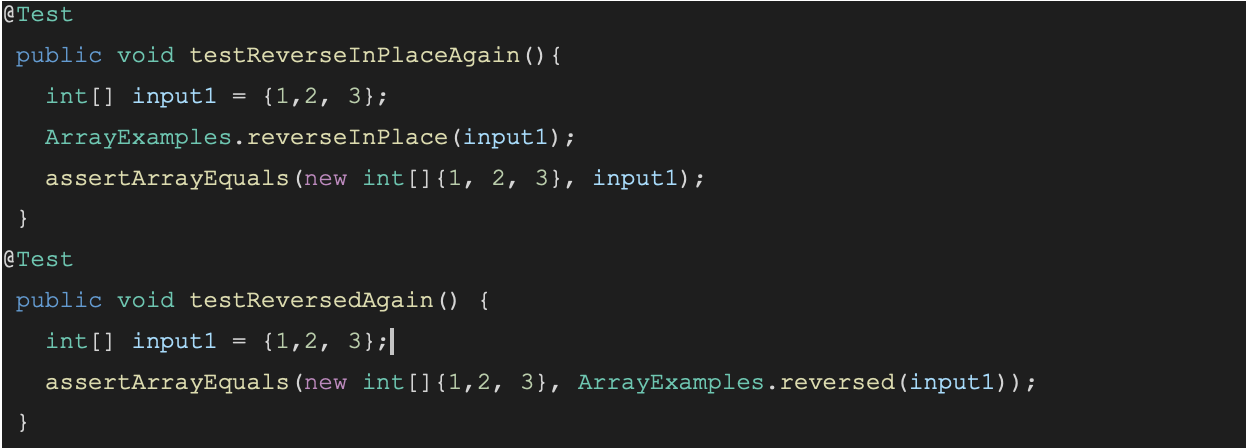 @Test
public void testReverseInPlaceAgain(){
int[] input1 = {1,2, 3};
ArrayExamples.reverseInPlace(input1);
assertArrayEquals(new int[]{1, 2, 3}, input1);
}
@Test
public void testReversedAgain() {
int[] input1 = {1,2, 3};
assertArrayEquals(new int[]{1,2, 3}, ArrayExamples.reversed(input1));
}